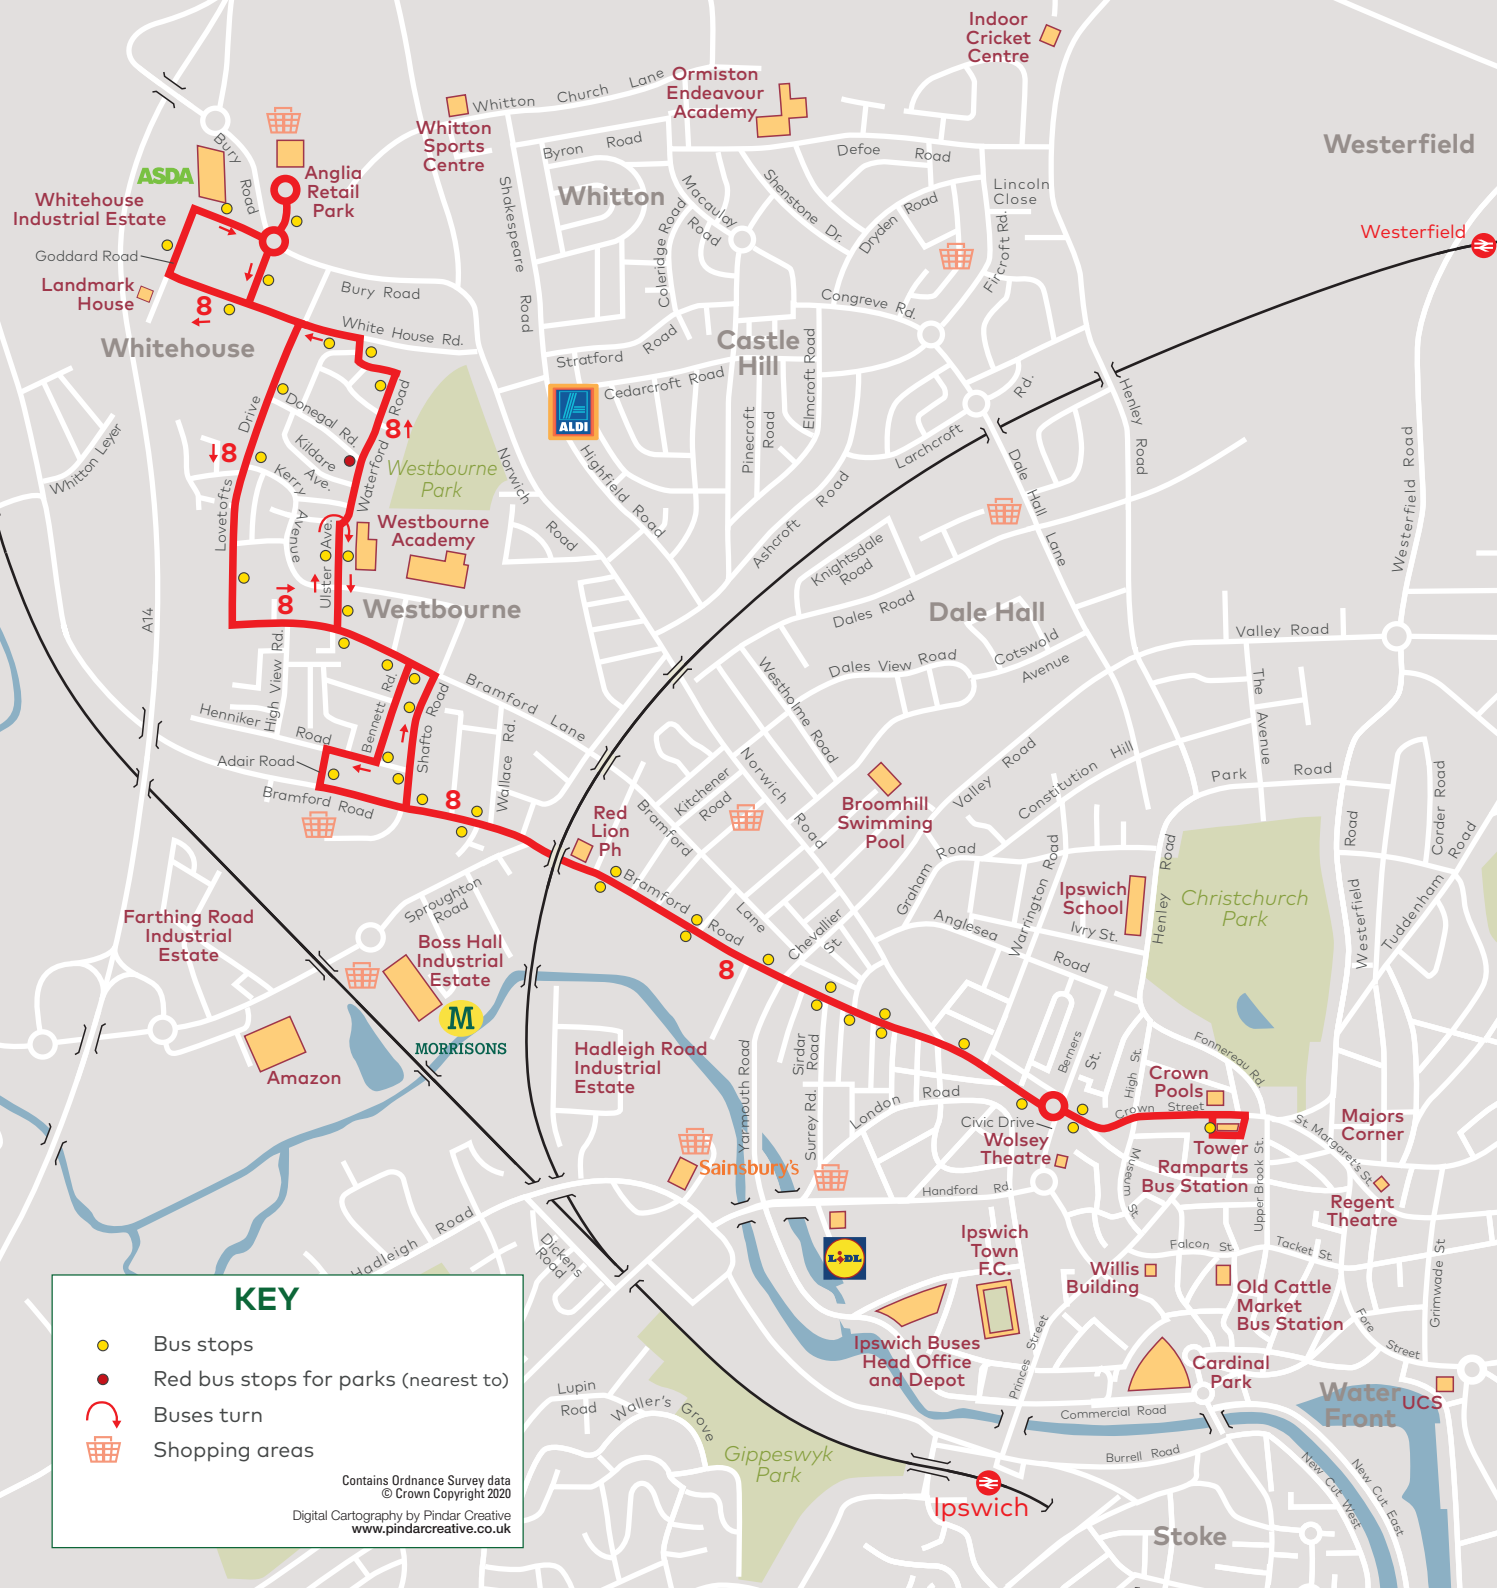 Indoor
Cricket
Centre
Ormiston
Endeavour
Academy
Whitton Church Lane
Whitton
Sports
Centre
Byron Road
Defoe Road
Westerfield
Bury Road
ASDA
Anglia
Retail
Park
Whitehouse
Industrial Estate
Goddard Road
Landmark
House
8
Whitehouse
Shakespeare Road
Whitton
Macaulay Road
Coleridge Road
Shenstone Dr.
Dryden Road
Lincoln
Close
Fircroft Rd.
Westerfield
Bury Road
White House Rd.
Congreve Rd.
Stratford Road
Castle
Hill
Cedarcroft Road
Elmcroft Road
Pinecroft Road
ALDI
Larchcroft Rd.
Henley Road
Drive
Donegal Rd.
Road
8
8
Kildare Ave.
Kerry Avenue
Waterford
Westbourne
Park
Whitton Leyer
Norwich Road
Highfield Road
Ashcroft Road
Dale Hall Lane
Westerfield Road
Lovetofts
Ulster Ave.
Westbourne
Academy
Knightsdale
Road
8
Westbourne
A14
Dales Road
Dale Hall
Valley Road
High View Rd.
Dales View Road
Cotswold
Avenue
Westholme Road
The Avenue
Henniker Road
Bennett Rd.
Shafto Road
Bramford Lane
Wallace Rd.
Adair Road
Bramford Road
8
Red
Lion
Ph
Kitchener
Road
Norwich Road
Bramford
Lane
Broomhill
Swimming
Pool
Valley Road
Constitution Hill
Park Road
Road
Corder Road
Graham Road
Warrington Road
Ipswich
School
Ivry St.
Henley Road
Christchurch
Park
Westerfield
Tuddenham Road
Anglesea Road
Bramford Road
Chevallier
St.
8
Sproughton
Road
Farthing Road
Industrial
Estate
Boss Hall
Industrial
Estate
M
MORRISONS
Amazon
Hadleigh Road
Industrial
Estate
Yarmouth Road
Sirdar
Road
Surrey Rd.
London Road
Berners St.
High St.
Fonnereau Rd.
Crown
Pools
Crown Street
Civic Drive
Wolsey
Theatre
Tower
Ramparts
Bus Station
Museum St.
Upper Brook St.
St. Margaret's St.
Majors
Corner
Regent
Theatre
Sainsbury's
Handford Rd.
LIDL
Hadleigh Road
Dickens
Road
Ipswich
Town
F.C.
Falcon St.
Tacket St.
Willis
Building
Old Cattle
Market
Bus Station
Grimwade St.
Fore Street
Ipswich Buses
Head Office
and Depot
Princes Street
Cardinal
Park
Water
Front
UCS
Commercial Road
Burrell Road
New Cut West
New Cut East
Lupin
Road
Waller's Grove
Gippeswyk
Park
Ipswich
Stoke
KEY
Bus stops
Red bus stops for parks (nearest to)
Buses turn
Shopping areas
Contains Ordnance Survey data
© Crown Copyright 2020
Digital Cartography by Pindar Creative
www.pindarcreative.co.uk